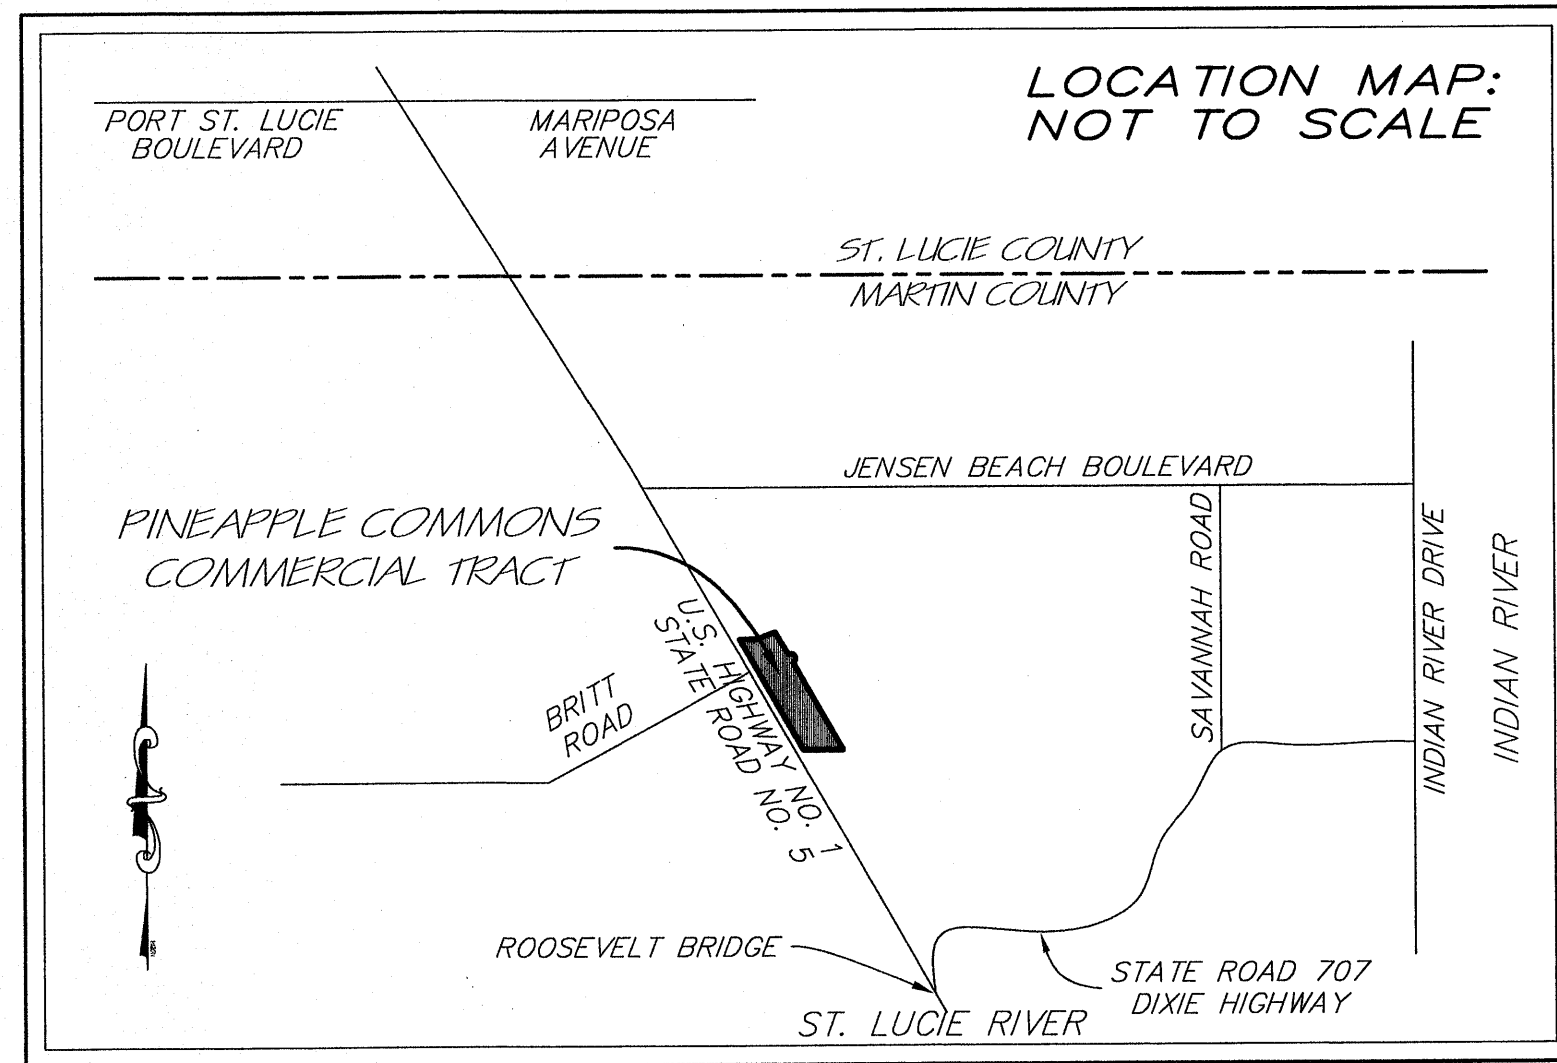 LOCATION MAP:
NOT TO SCALE
PORT ST. LUCIE
BOULEVARD
MARIPOSA
AVENUE
ST. LUCIE COUNTY
MARTIN COUNTY
JENSEN BEACH BOULEVARD
PINEAPPLE COMMONS
COMMERCIAL TRACT
SAVANNAH ROAD
INDIAN RIVER DRIVE
INDIAN RIVER
U.S. HIGHWAY NO. 1
STATE ROAD NO. 5
BRITT
ROAD
ROOSEVELT BRIDGE
STATE ROAD 707
DIXIE HIGHWAY
ST. LUCIE RIVER